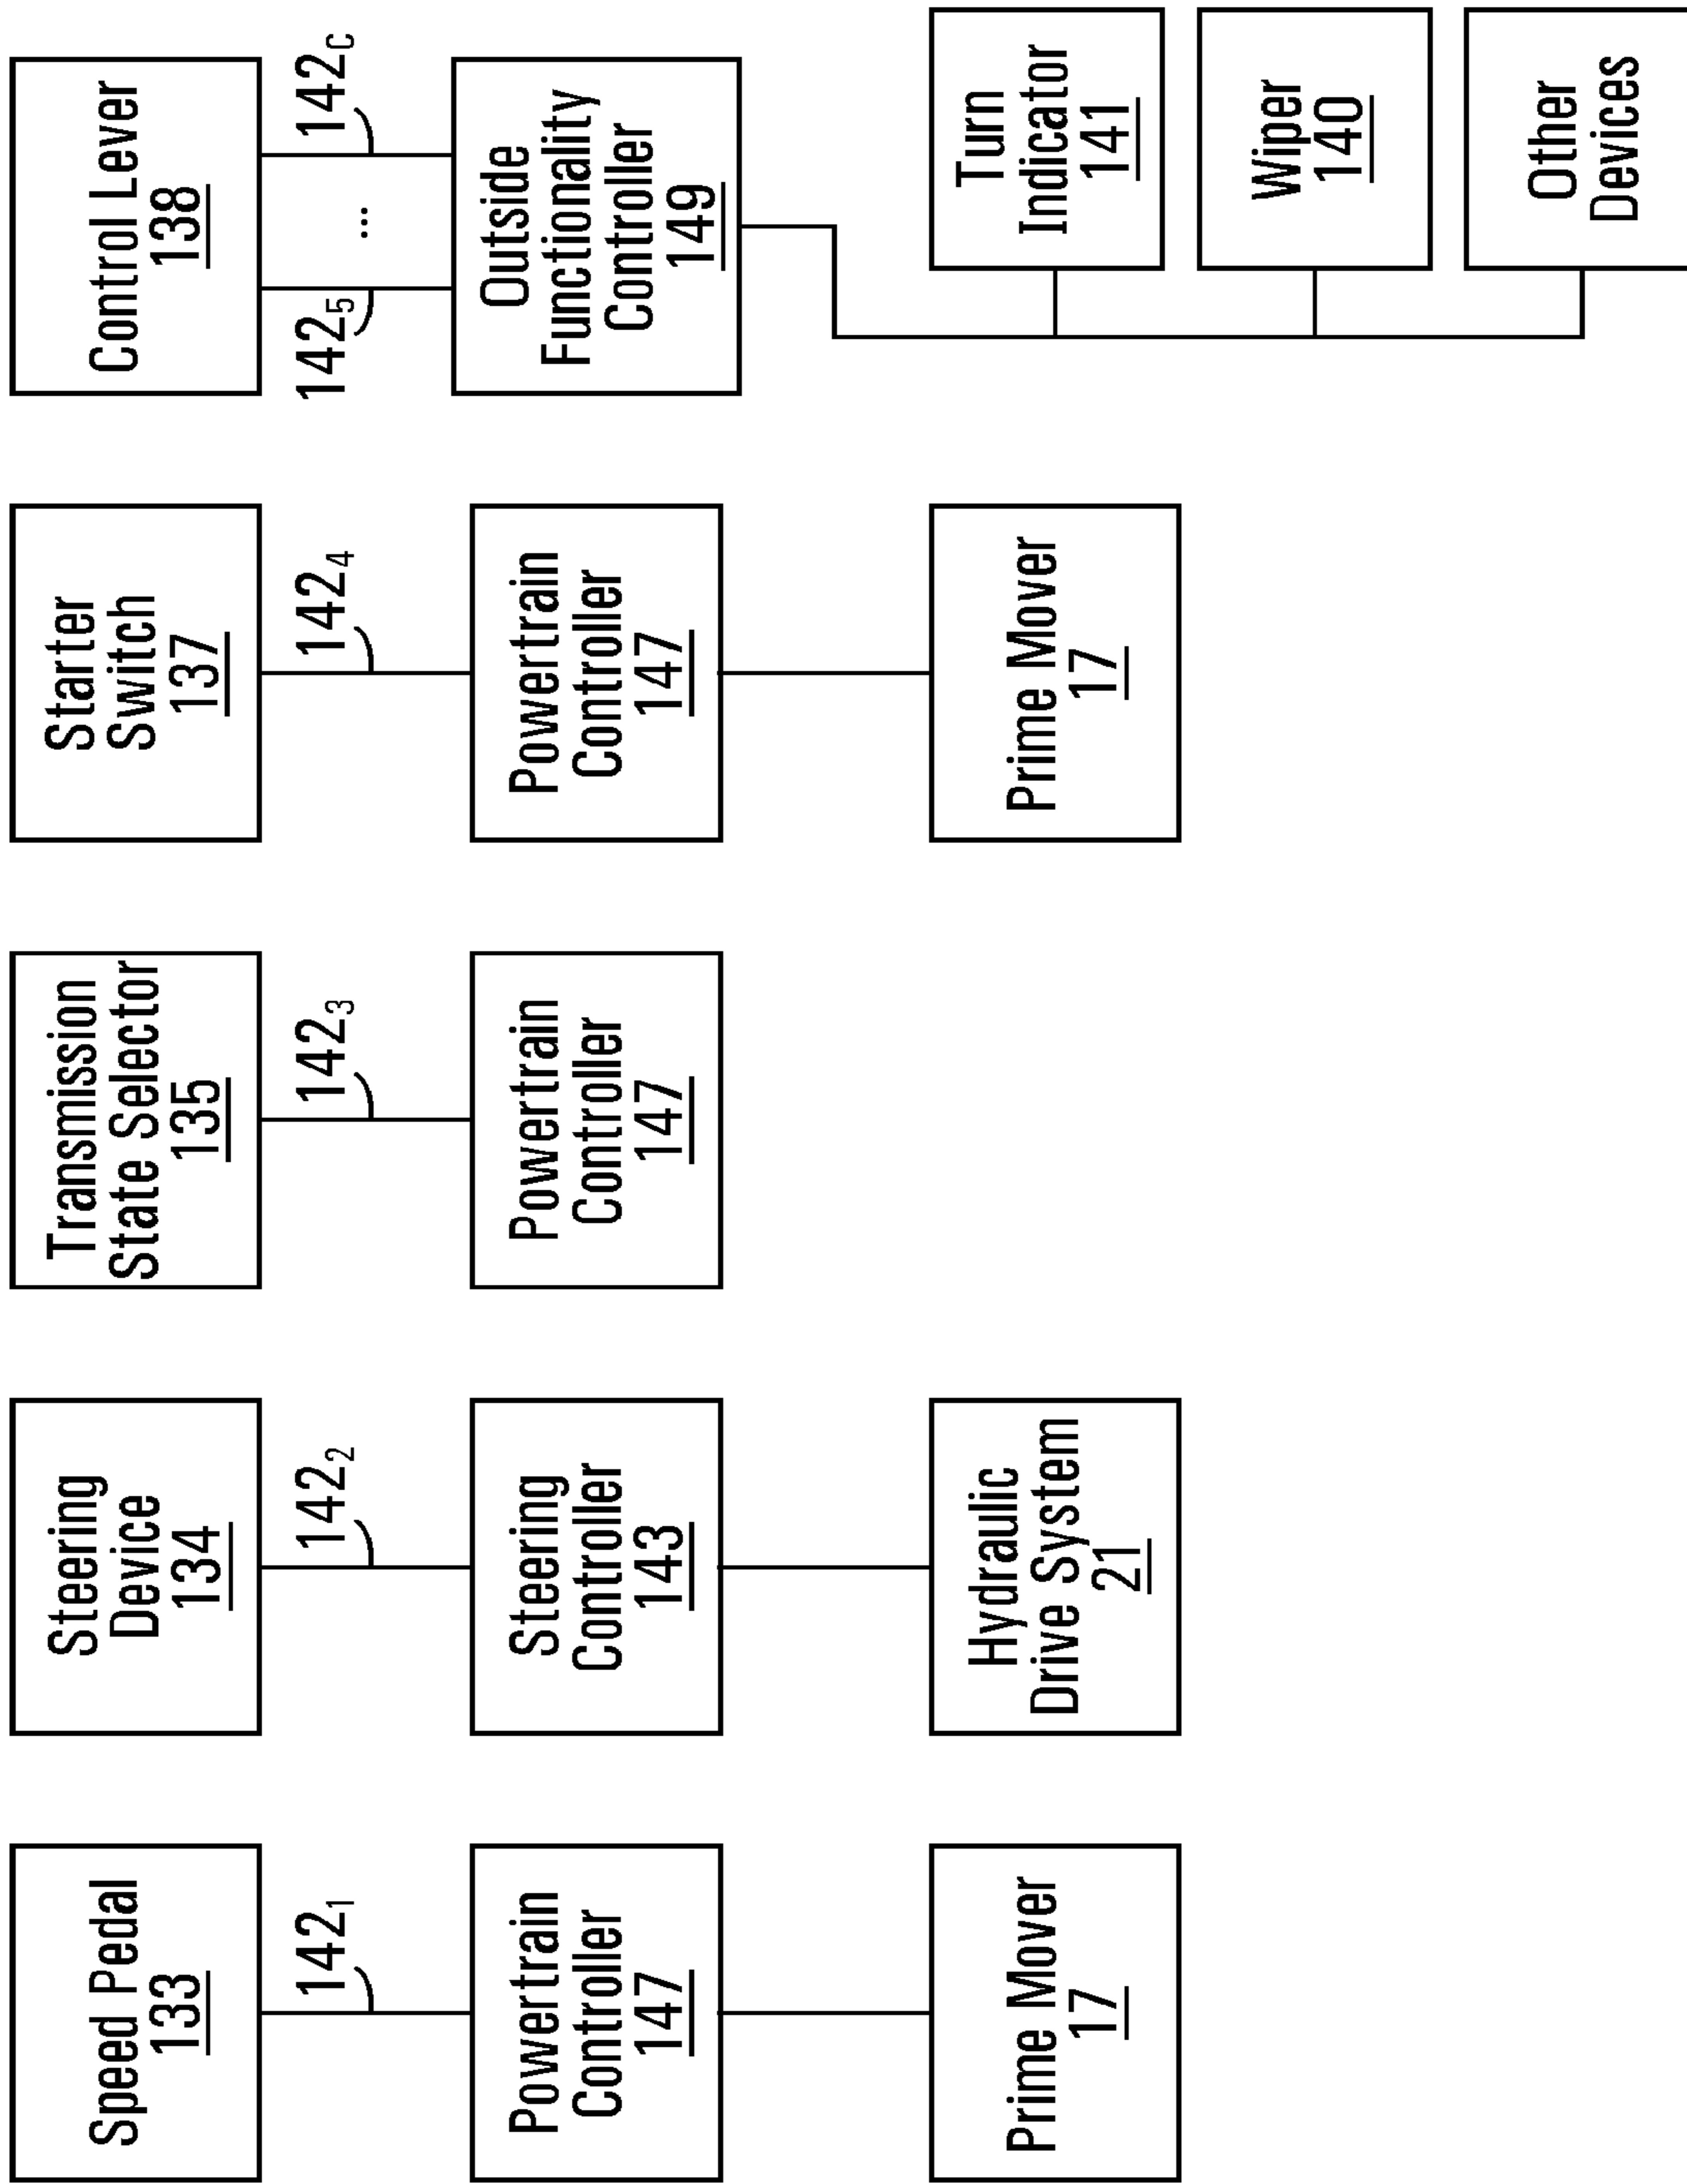 Speed Pedal
133
142₁
Powertrain
Controller
147
Prime Mover
17
Steering
Device
134
142₂
Steering
Controller
143
Hydraulic
Drive System
21
Transmission
State Selector
135
142₃
Powertrain
Controller
147
Starter
Switch
137
142₄
Powertrain
Controller
147
Prime Mover
17
Control Lever
138
142₅
...
142C
Outside
Functionality
Controller
149
Turn
Indicator
141
Wiper
140
Other
Devices